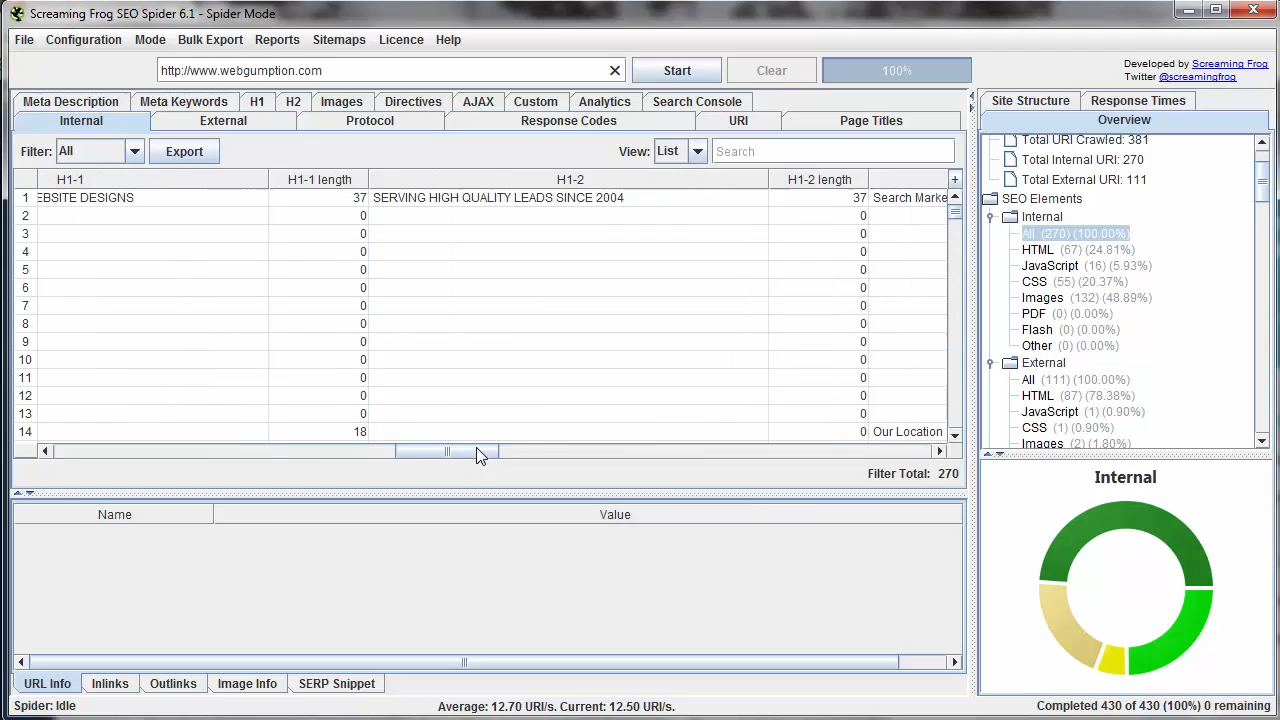 Screaming Frog SEO Spider 6.1 - Spider Mode
File Configuration Mode Bulk Export Reports Sitemaps Licence Help
http://www.webgumption.com Start Clear 100%
Developed by Screaming Frog
Twitter @screamingfrog
Meta Description Meta Keywords H1 H2 Images Directives AJAX Custom Analytics Search Console
Internal External Protocol Response Codes URI Page Titles
Filter: All Export View: List Search
H1-1 H1-1 length H1-2 H1-2 length +
1 EBSITE DESIGNS 37 SERVING HIGH QUALITY LEADS SINCE 2004 37 Search Marke
2 0 0
3 0 0
4 0 0
5 0 0
6 0 0
7 0 0
8 0 0
9 0 0
10 0 0
11 0 0
12 0 0
13 0 0
14 18 0 Our Location
Filter Total: 270
Name Value
URL Info Inlinks Outlinks Image Info SERP Snippet
Site Structure Response Times
Overview
Total URI Crawled: 381
Total Internal URI: 270
Total External URI: 111
SEO Elements
Internal
All (270) (100.00%)
HTML (67) (24.81%)
JavaScript (16) (5.93%)
CSS (55) (20.37%)
Images (132) (48.89%)
PDF (0) (0.00%)
Flash (0) (0.00%)
Other (0) (0.00%)
External
All (111) (100.00%)
HTML (87) (78.38%)
JavaScript (1) (0.90%)
CSS (1) (0.90%)
Images (2) (1.80%)
Internal
Spider: Idle Average: 12.70 URI/s. Current: 12.50 URI/s. Completed 430 of 430 (100%) 0 remaining